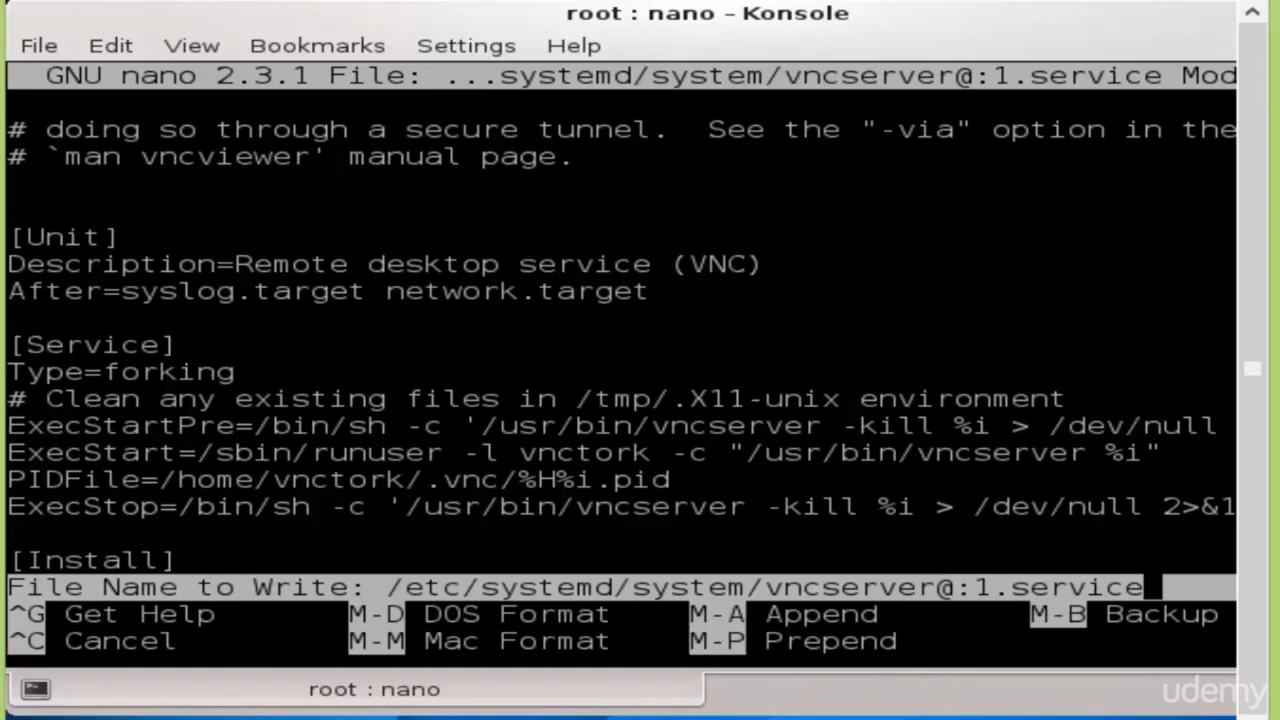 root : nano – Konsole
File Edit View Bookmarks Settings Help
GNU nano 2.3.1 File: ...systemd/system/vncserver@:1.service Mod
# doing so through a secure tunnel.  See the "-via" option in the
# `man vncviewer' manual page.
[Unit]
Description=Remote desktop service (VNC)
After=syslog.target network.target
[Service]
Type=forking
# Clean any existing files in /tmp/.X11-unix environment
ExecStartPre=/bin/sh -c '/usr/bin/vncserver -kill %i > /dev/null
ExecStart=/sbin/runuser -l vnctork -c "/usr/bin/vncserver %i"
PIDFile=/home/vnctork/.vnc/%H%i.pid
ExecStop=/bin/sh -c '/usr/bin/vncserver -kill %i > /dev/null 2>&1
[Install]
File Name to Write: /etc/systemd/system/vncserver@:1.service
^G Get Help M-D DOS Format M-A Append M-B Backup
^C Cancel M-M Mac Format M-P Prepend
root : nano
udemy